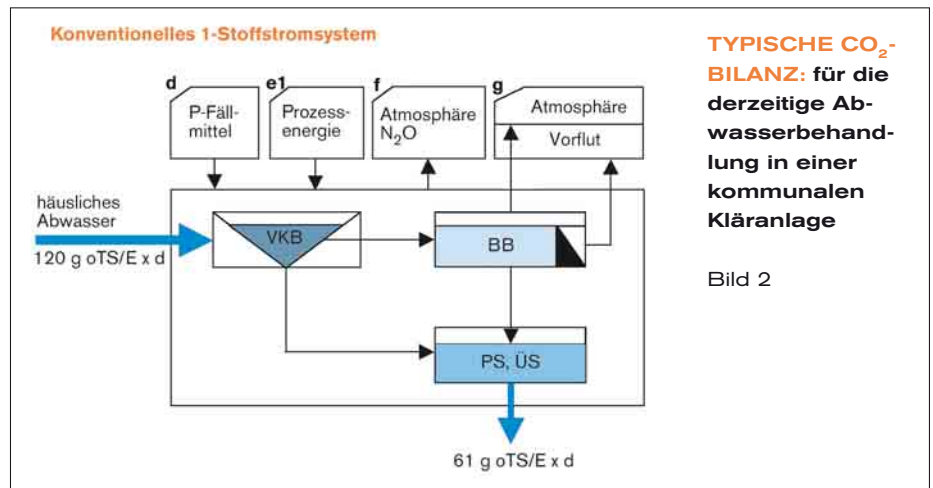 Konventionelles 1-Stoffstromsystem
d
P-Fäll-
mittel
e1
Prozess-
energie
f
Atmosphäre
N₂O
g
Atmosphäre
Vorflut
häusliches
Abwasser
120 g oTS/E x d
VKB
BB
PS, ÜS
61 g oTS/E x d
TYPISCHE CO₂-
BILANZ: für die
derzeitige Ab-
wasserbehand-
lung in einer
kommunalen
Kläranlage
Bild 2